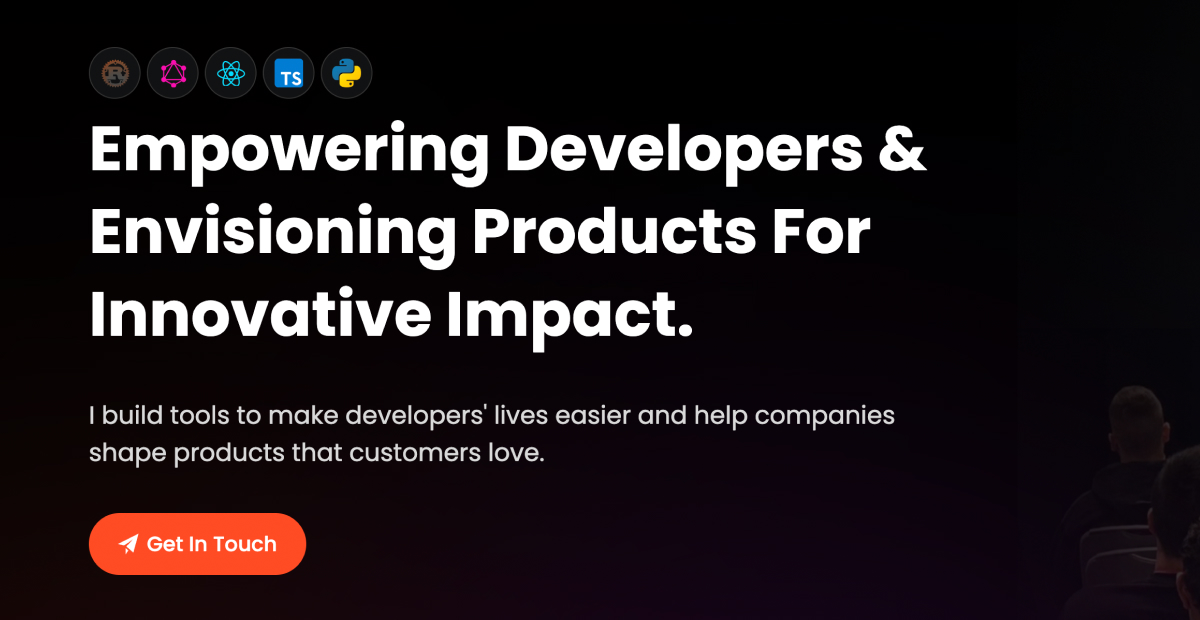 R
TS
Empowering Developers &
Envisioning Products For
Innovative Impact.
I build tools to make developers' lives easier and help companies
shape products that customers love.
Get In Touch